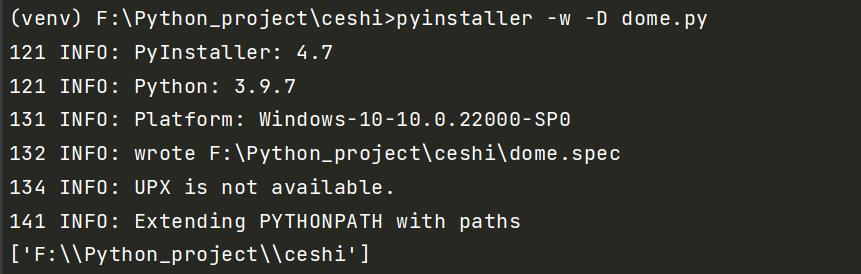 (venv) F:\Python_project\ceshi>pyinstaller -w -D dome.py
121 INFO: PyInstaller: 4.7
121 INFO: Python: 3.9.7
131 INFO: Platform: Windows-10-10.0.22000-SP0
132 INFO: wrote F:\Python_project\ceshi\dome.spec
134 INFO: UPX is not available.
141 INFO: Extending PYTHONPATH with paths
['F:\\Python_project\\ceshi']